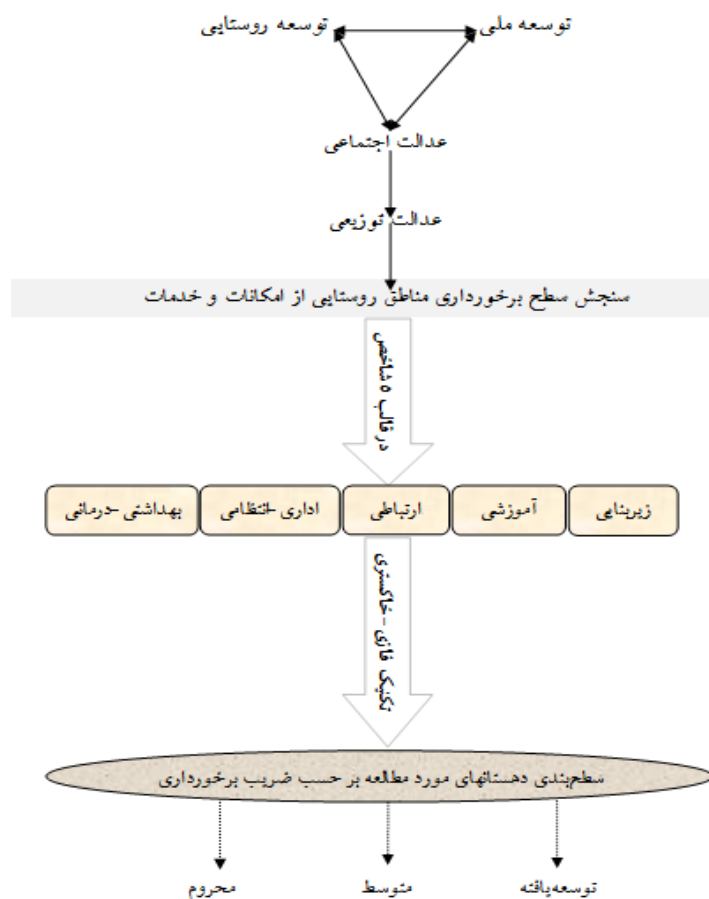 توسعه ملی
توسعه روستایی
عدالت اجتماعی
عدالت توزیعی
سنجش سطح برخورداری مناطق روستایی از امکانات و خدمات
در قالب ۵ شاخص
زیربنایی
آموزشی
ارتباطی
اداری -انتظامی
بهداشتی -درمانی
تکنیک فازی - خاکستری
سطح‌بندی دهستانهای مورد مطالعه بر حسب ضریب برخورداری
توسعه‌یافته
متوسط
محروم